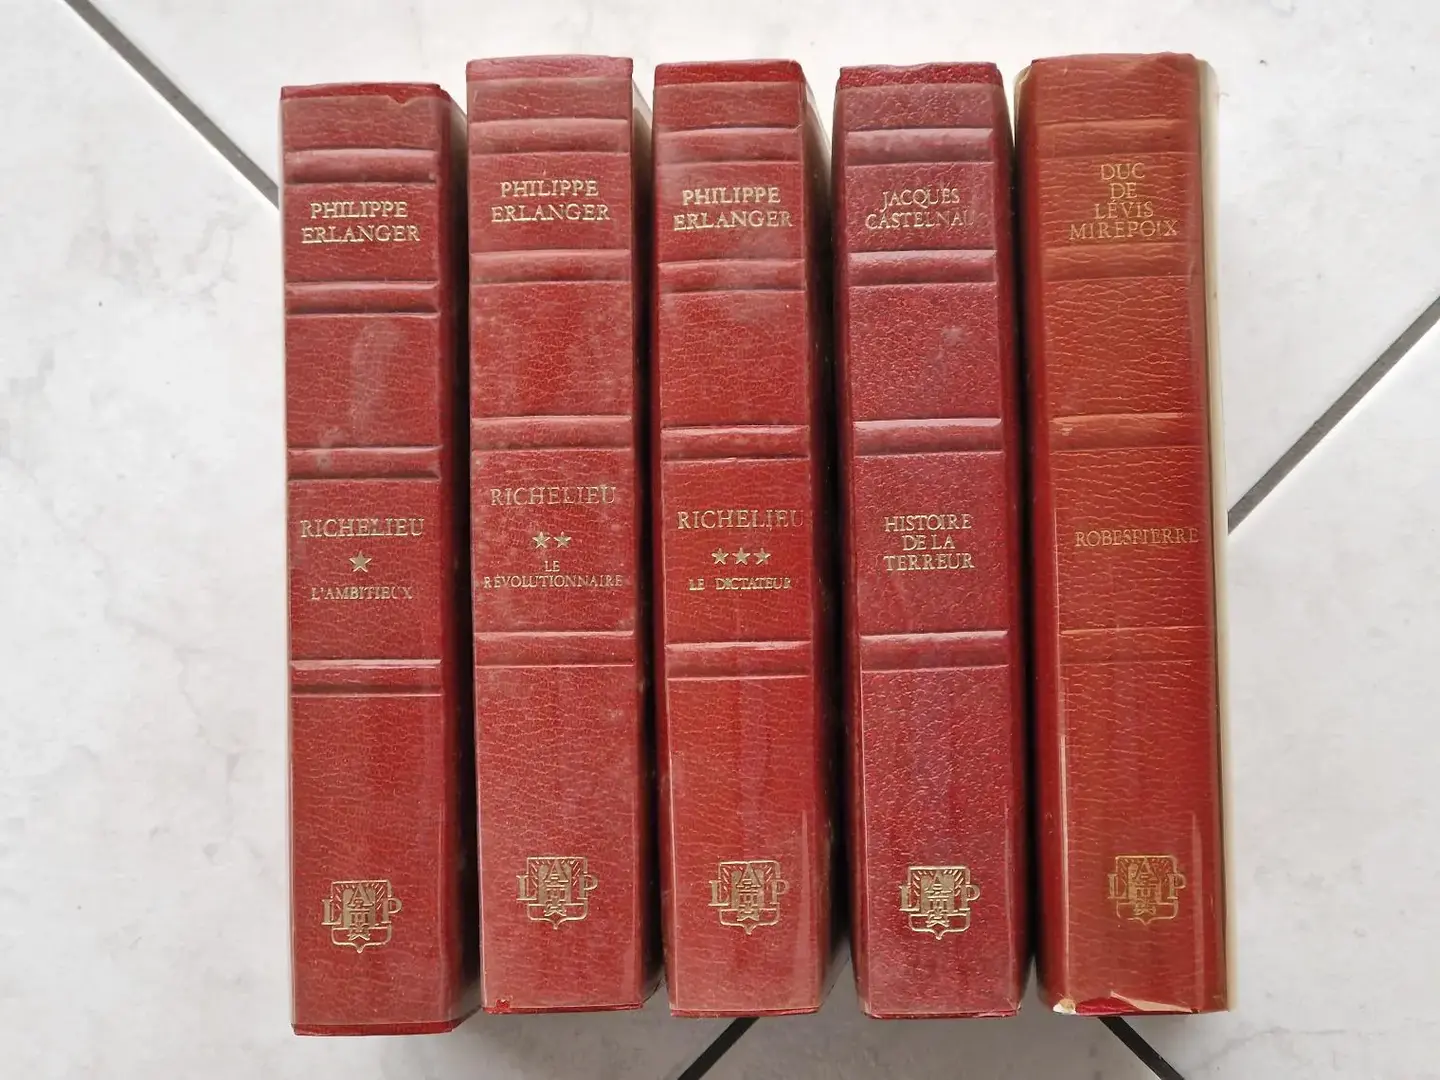 PHILIPPE
ERLANGER
RICHELIEU
L'AMBITIEUX
L P
PHILIPPE
ERLANGER
RICHELIEU
LE
RÉVOLUTIONNAIRE
L P
PHILIPPE
ERLANGER
RICHELIEU
LE DICTATEUR
L P
JACQUES
CASTELNAU
HISTOIRE
DE LA
TERREUR
L P
DUC
DE
LÉVIS
MIREPOIX
ROBESPIERRE
L P